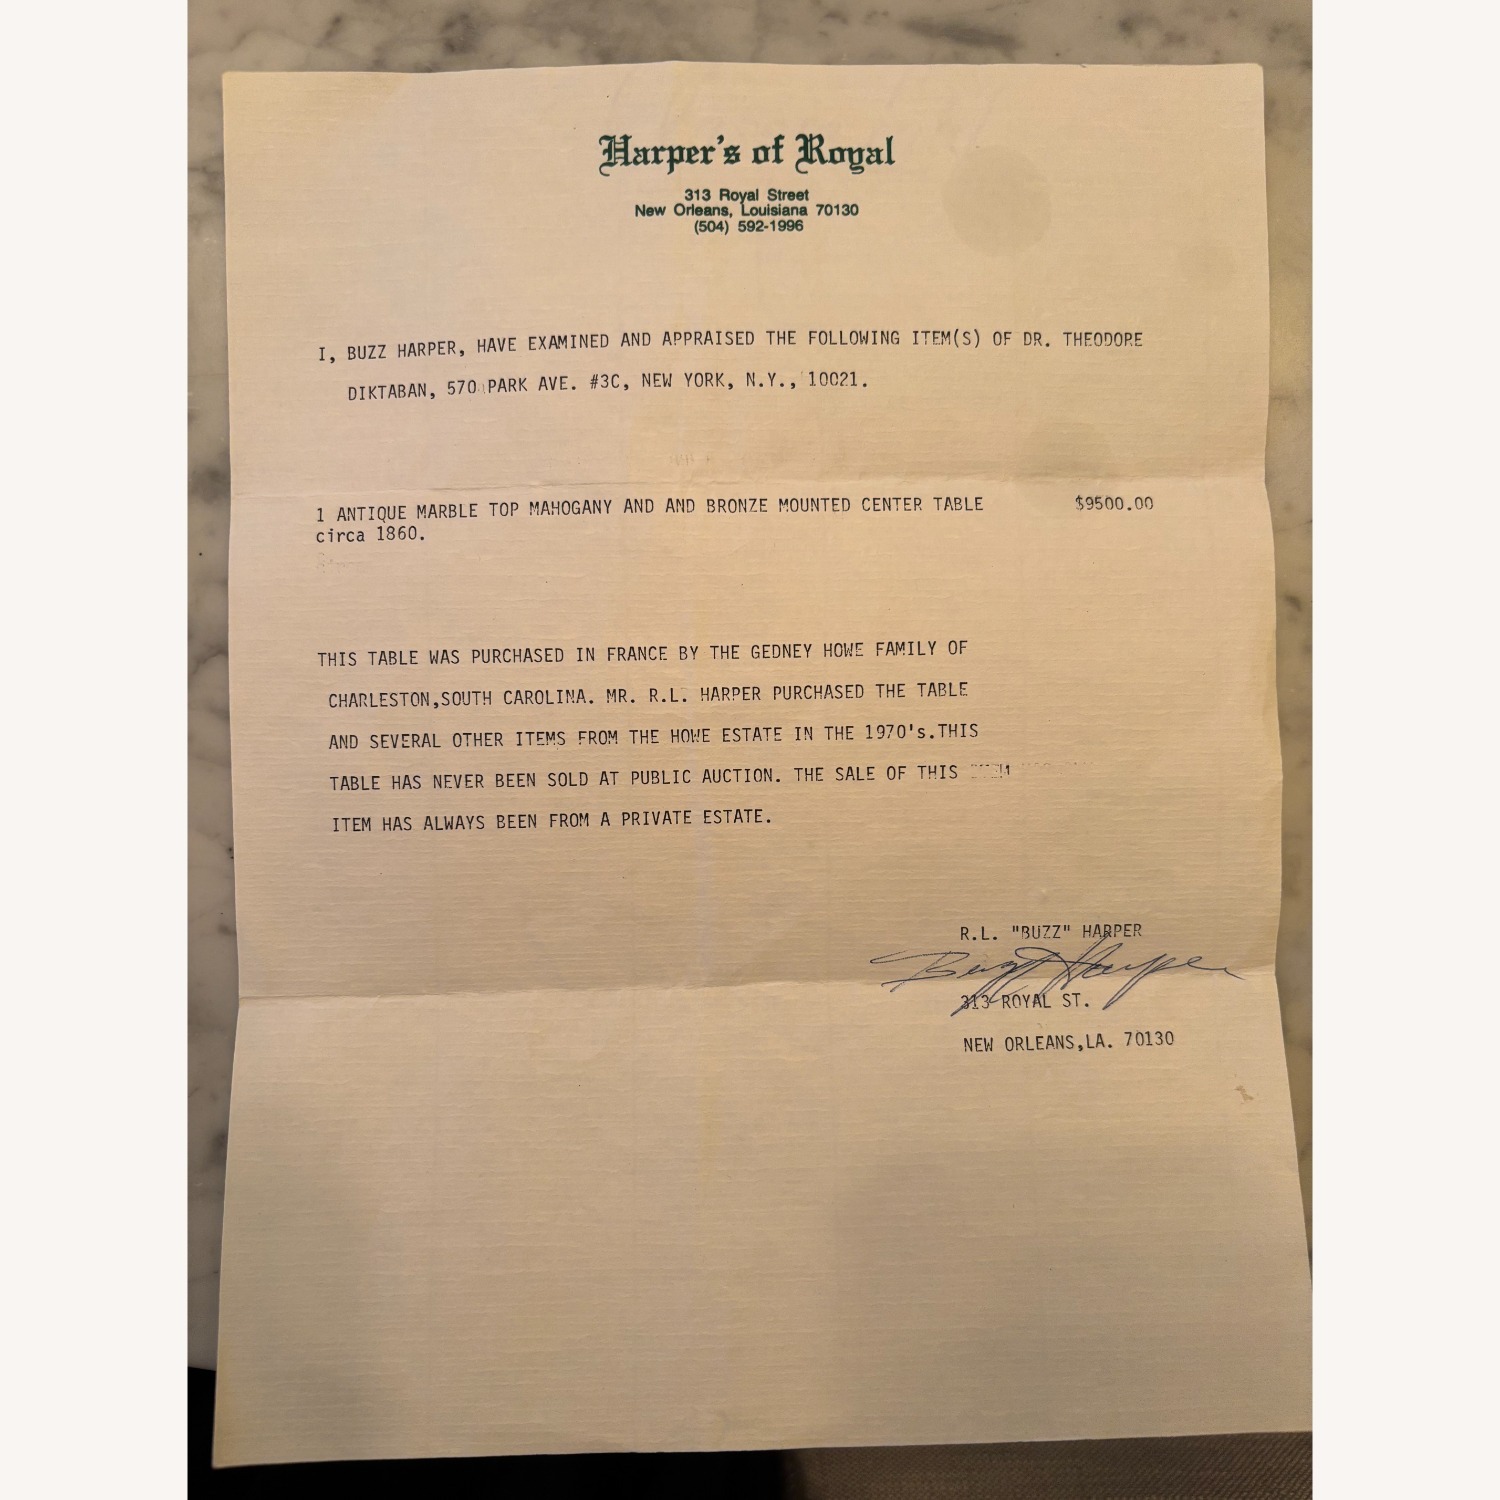 Harper's of Royal
313 Royal Street
New Orleans, Louisiana 70130
(504) 592-1996
I, BUZZ HARPER, HAVE EXAMINED AND APPRAISED THE FOLLOWING ITEM(S) OF DR. THEODORE
DIKTABAN, 570 PARK AVE. #3C, NEW YORK, N.Y., 10021.
1 ANTIQUE MARBLE TOP MAHOGANY AND AND BRONZE MOUNTED CENTER TABLE $9500.00
circa 1860.
THIS TABLE WAS PURCHASED IN FRANCE BY THE GEDNEY HOWE FAMILY OF
CHARLESTON,SOUTH CAROLINA. MR. R.L. HARPER PURCHASED THE TABLE
AND SEVERAL OTHER ITEMS FROM THE HOWE ESTATE IN THE 1970's.THIS
TABLE HAS NEVER BEEN SOLD AT PUBLIC AUCTION. THE SALE OF THIS
ITEM HAS ALWAYS BEEN FROM A PRIVATE ESTATE.
R.L. "BUZZ" HARPER
Buzz Harper
313 ROYAL ST.
NEW ORLEANS,LA. 70130